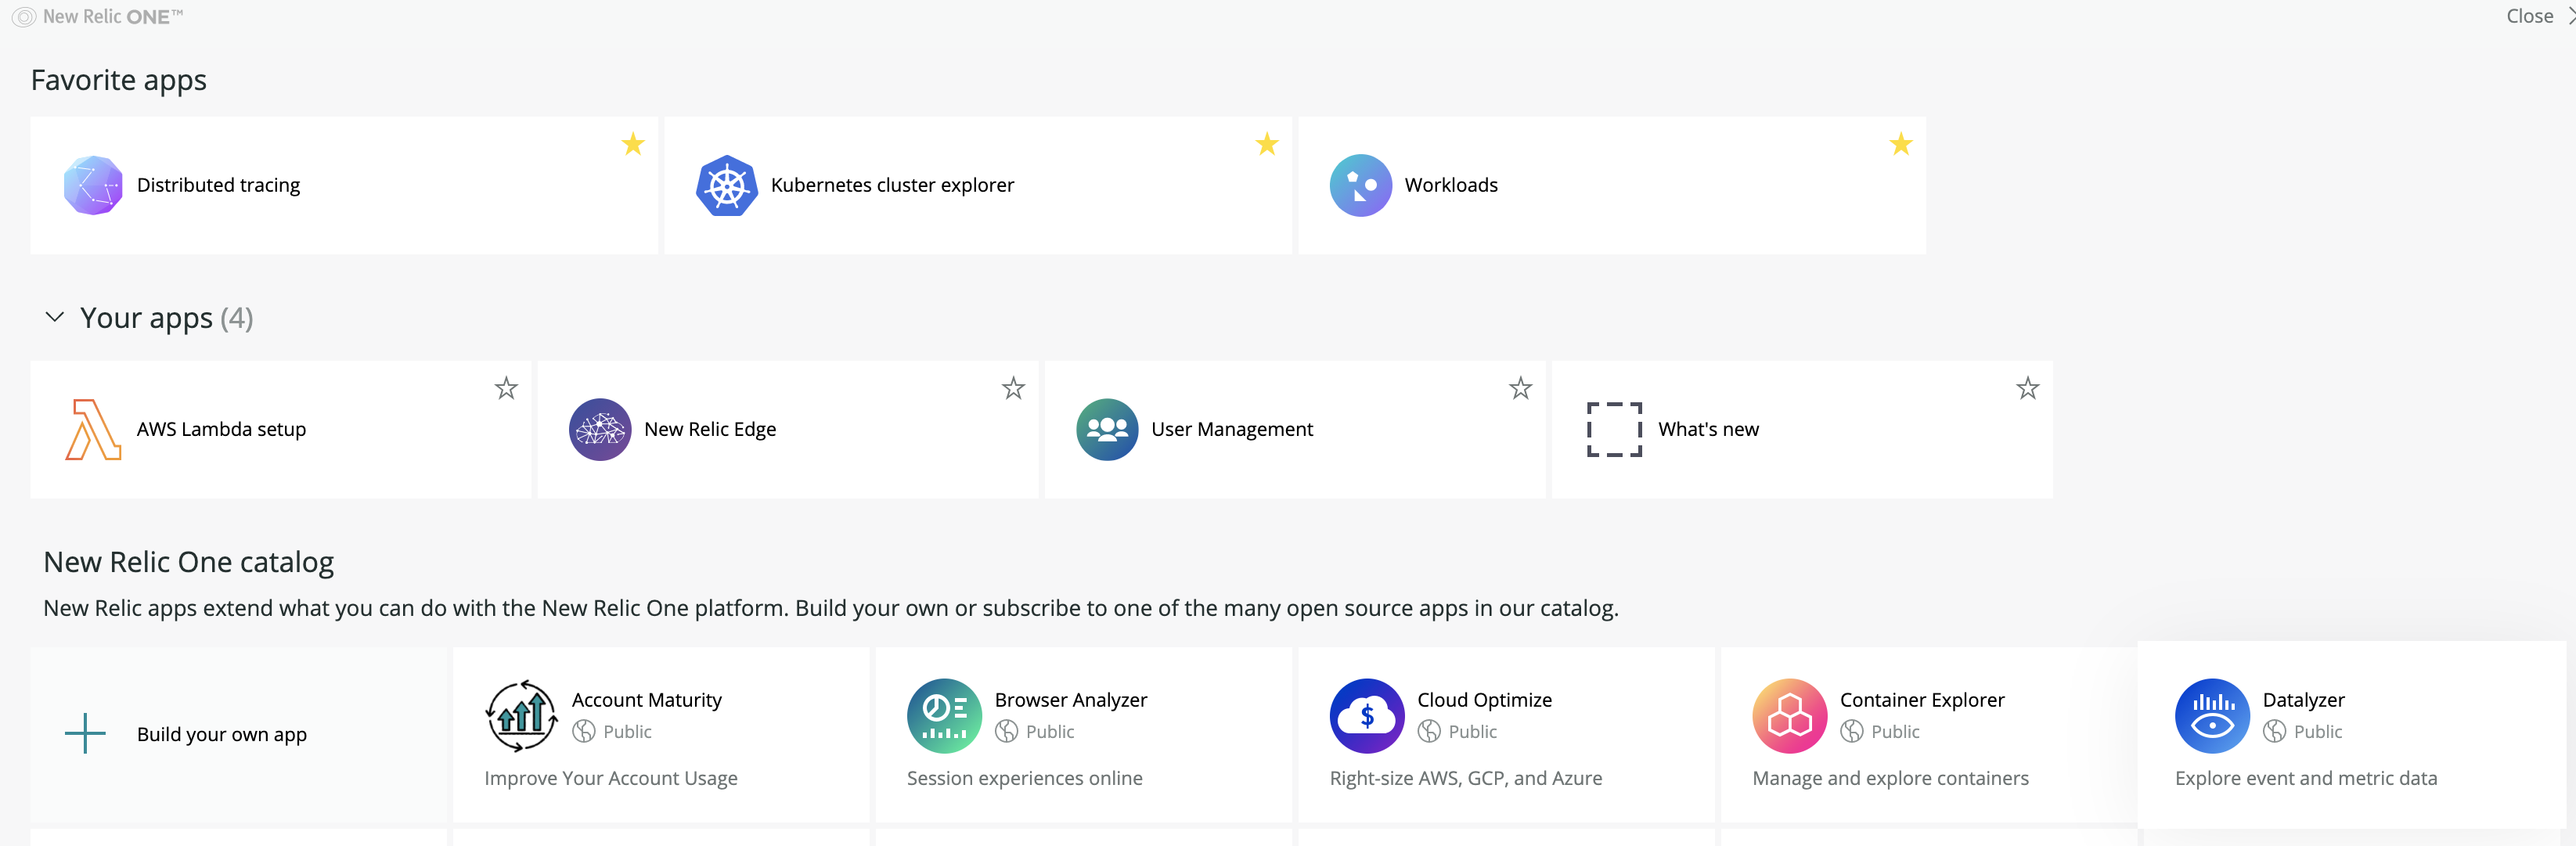 New Relic ONE™
Close
Favorite apps
Distributed tracing
Kubernetes cluster explorer
Workloads
Your apps (4)
AWS Lambda setup
New Relic Edge
User Management
What's new
New Relic One catalog
New Relic apps extend what you can do with the New Relic One platform. Build your own or subscribe to one of the many open source apps in our catalog.
Build your own app
Account Maturity
Public
Improve Your Account Usage
Browser Analyzer
Public
Session experiences online
Cloud Optimize
Public
Right-size AWS, GCP, and Azure
Container Explorer
Public
Manage and explore containers
Datalyzer
Public
Explore event and metric data